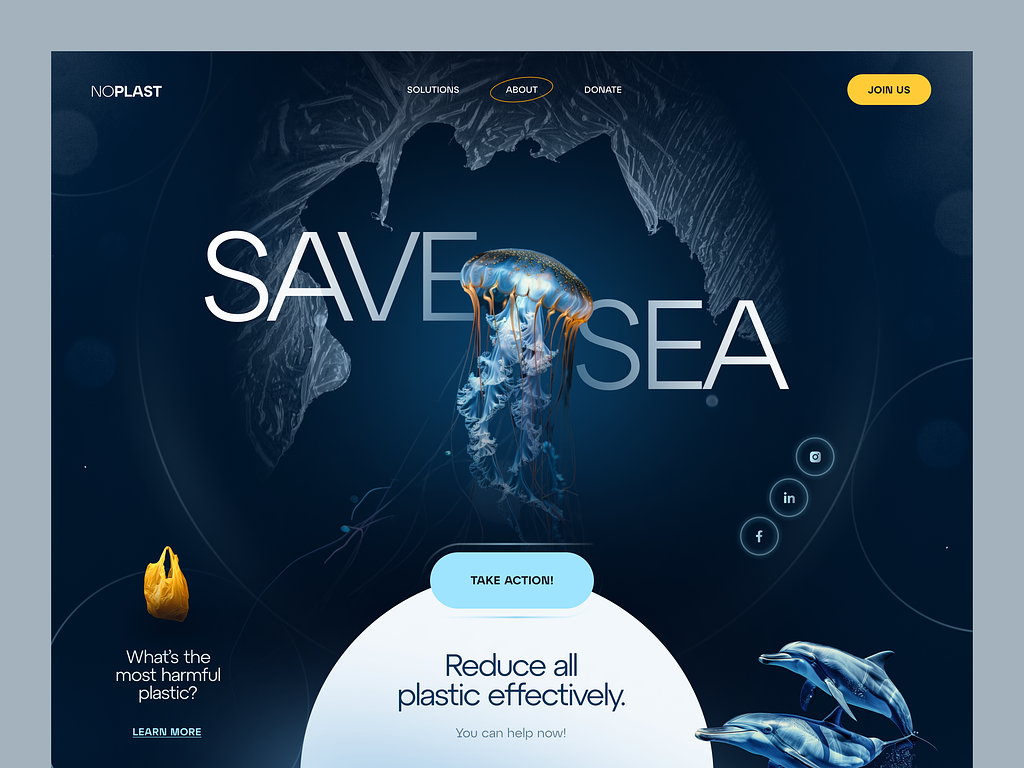 NOPLAST
SOLUTIONS
ABOUT
DONATE
JOIN US
SAVE
SEA
in
f
TAKE ACTION!
What's the
most harmful
plastic?
LEARN MORE
Reduce all
plastic effectively.
You can help now!